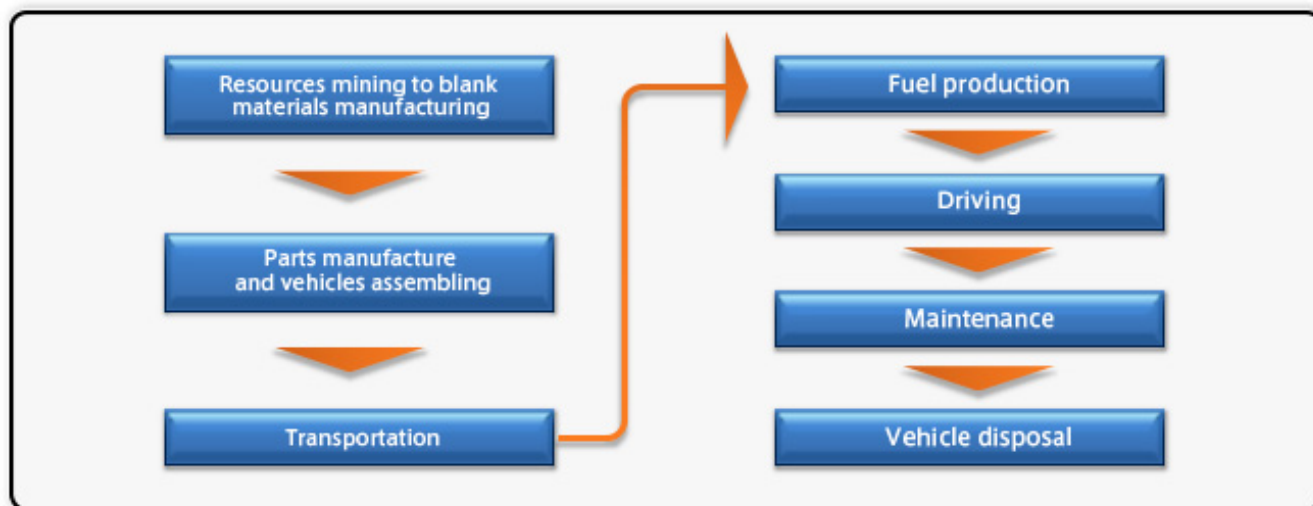 Resources mining to blank
materials manufacturing
Parts manufacture
and vehicles assembling
Transportation
Fuel production
Driving
Maintenance
Vehicle disposal